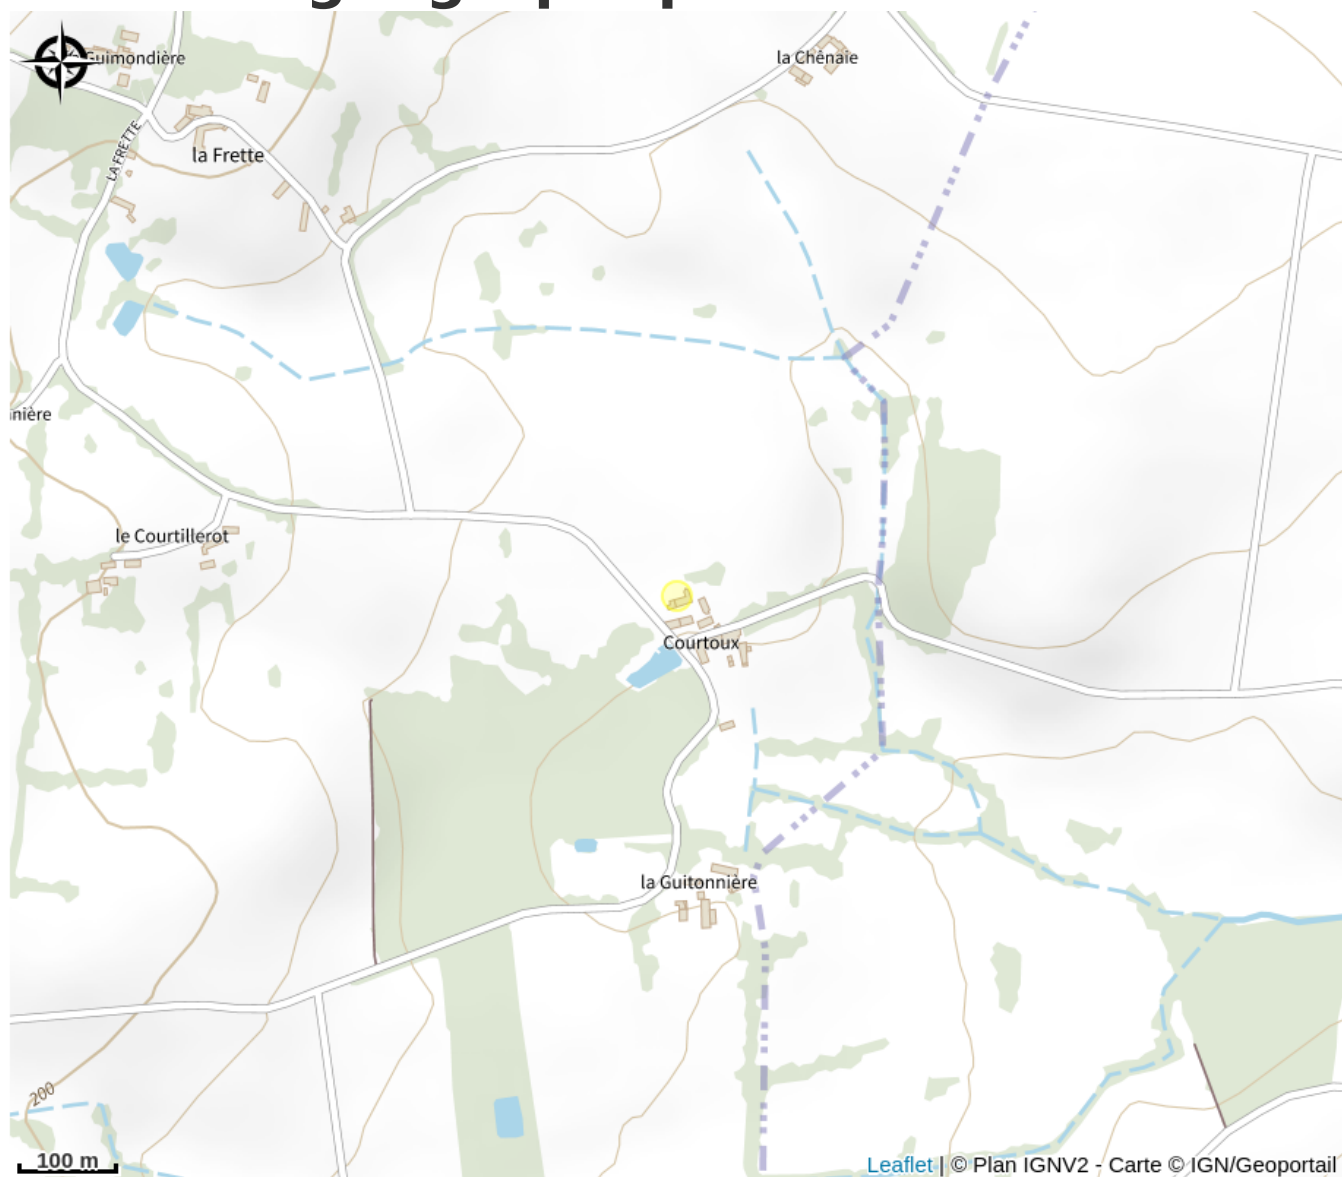 Guimondière
la Chênaie
LA FRETTE
la Frette
nière
le Courtillerot
Courtoux
la Guitonnière
200
100 m
Leaflet | © Plan IGNV2 - Carte © IGN/Geoportail